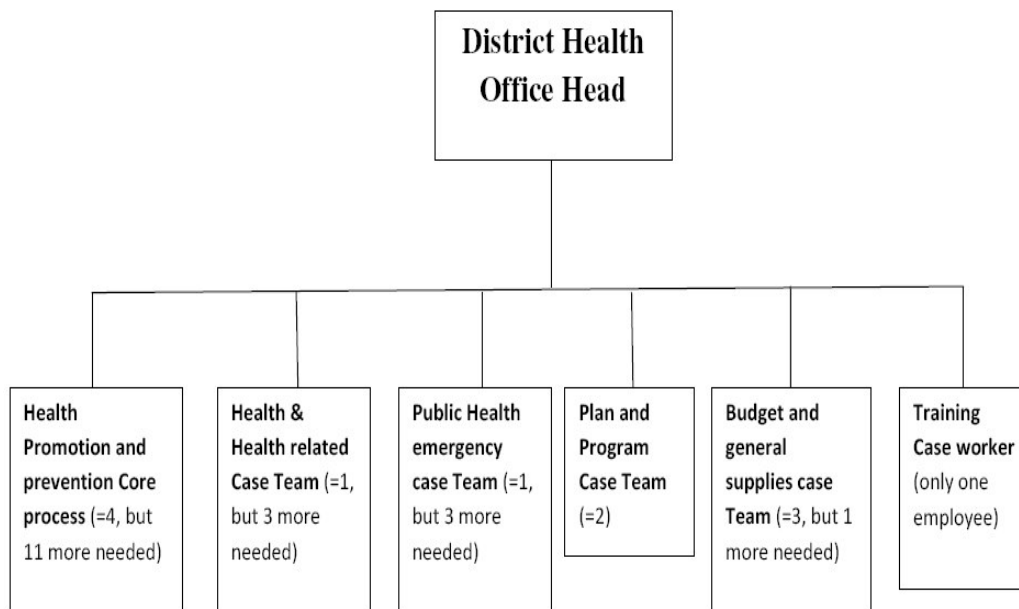 District Health
Office Head
Health
Promotion and
prevention Core
process (=4, but
11 more needed)
Health &
Health related
Case Team (=1,
but 3 more
needed)
Public Health
emergency
case Team (=1,
but 3 more
needed)
Plan and
Program
Case Team
(=2)
Budget and
general
supplies case
Team (=3, but 1
more needed)
Training
Case worker
(only one
employee)